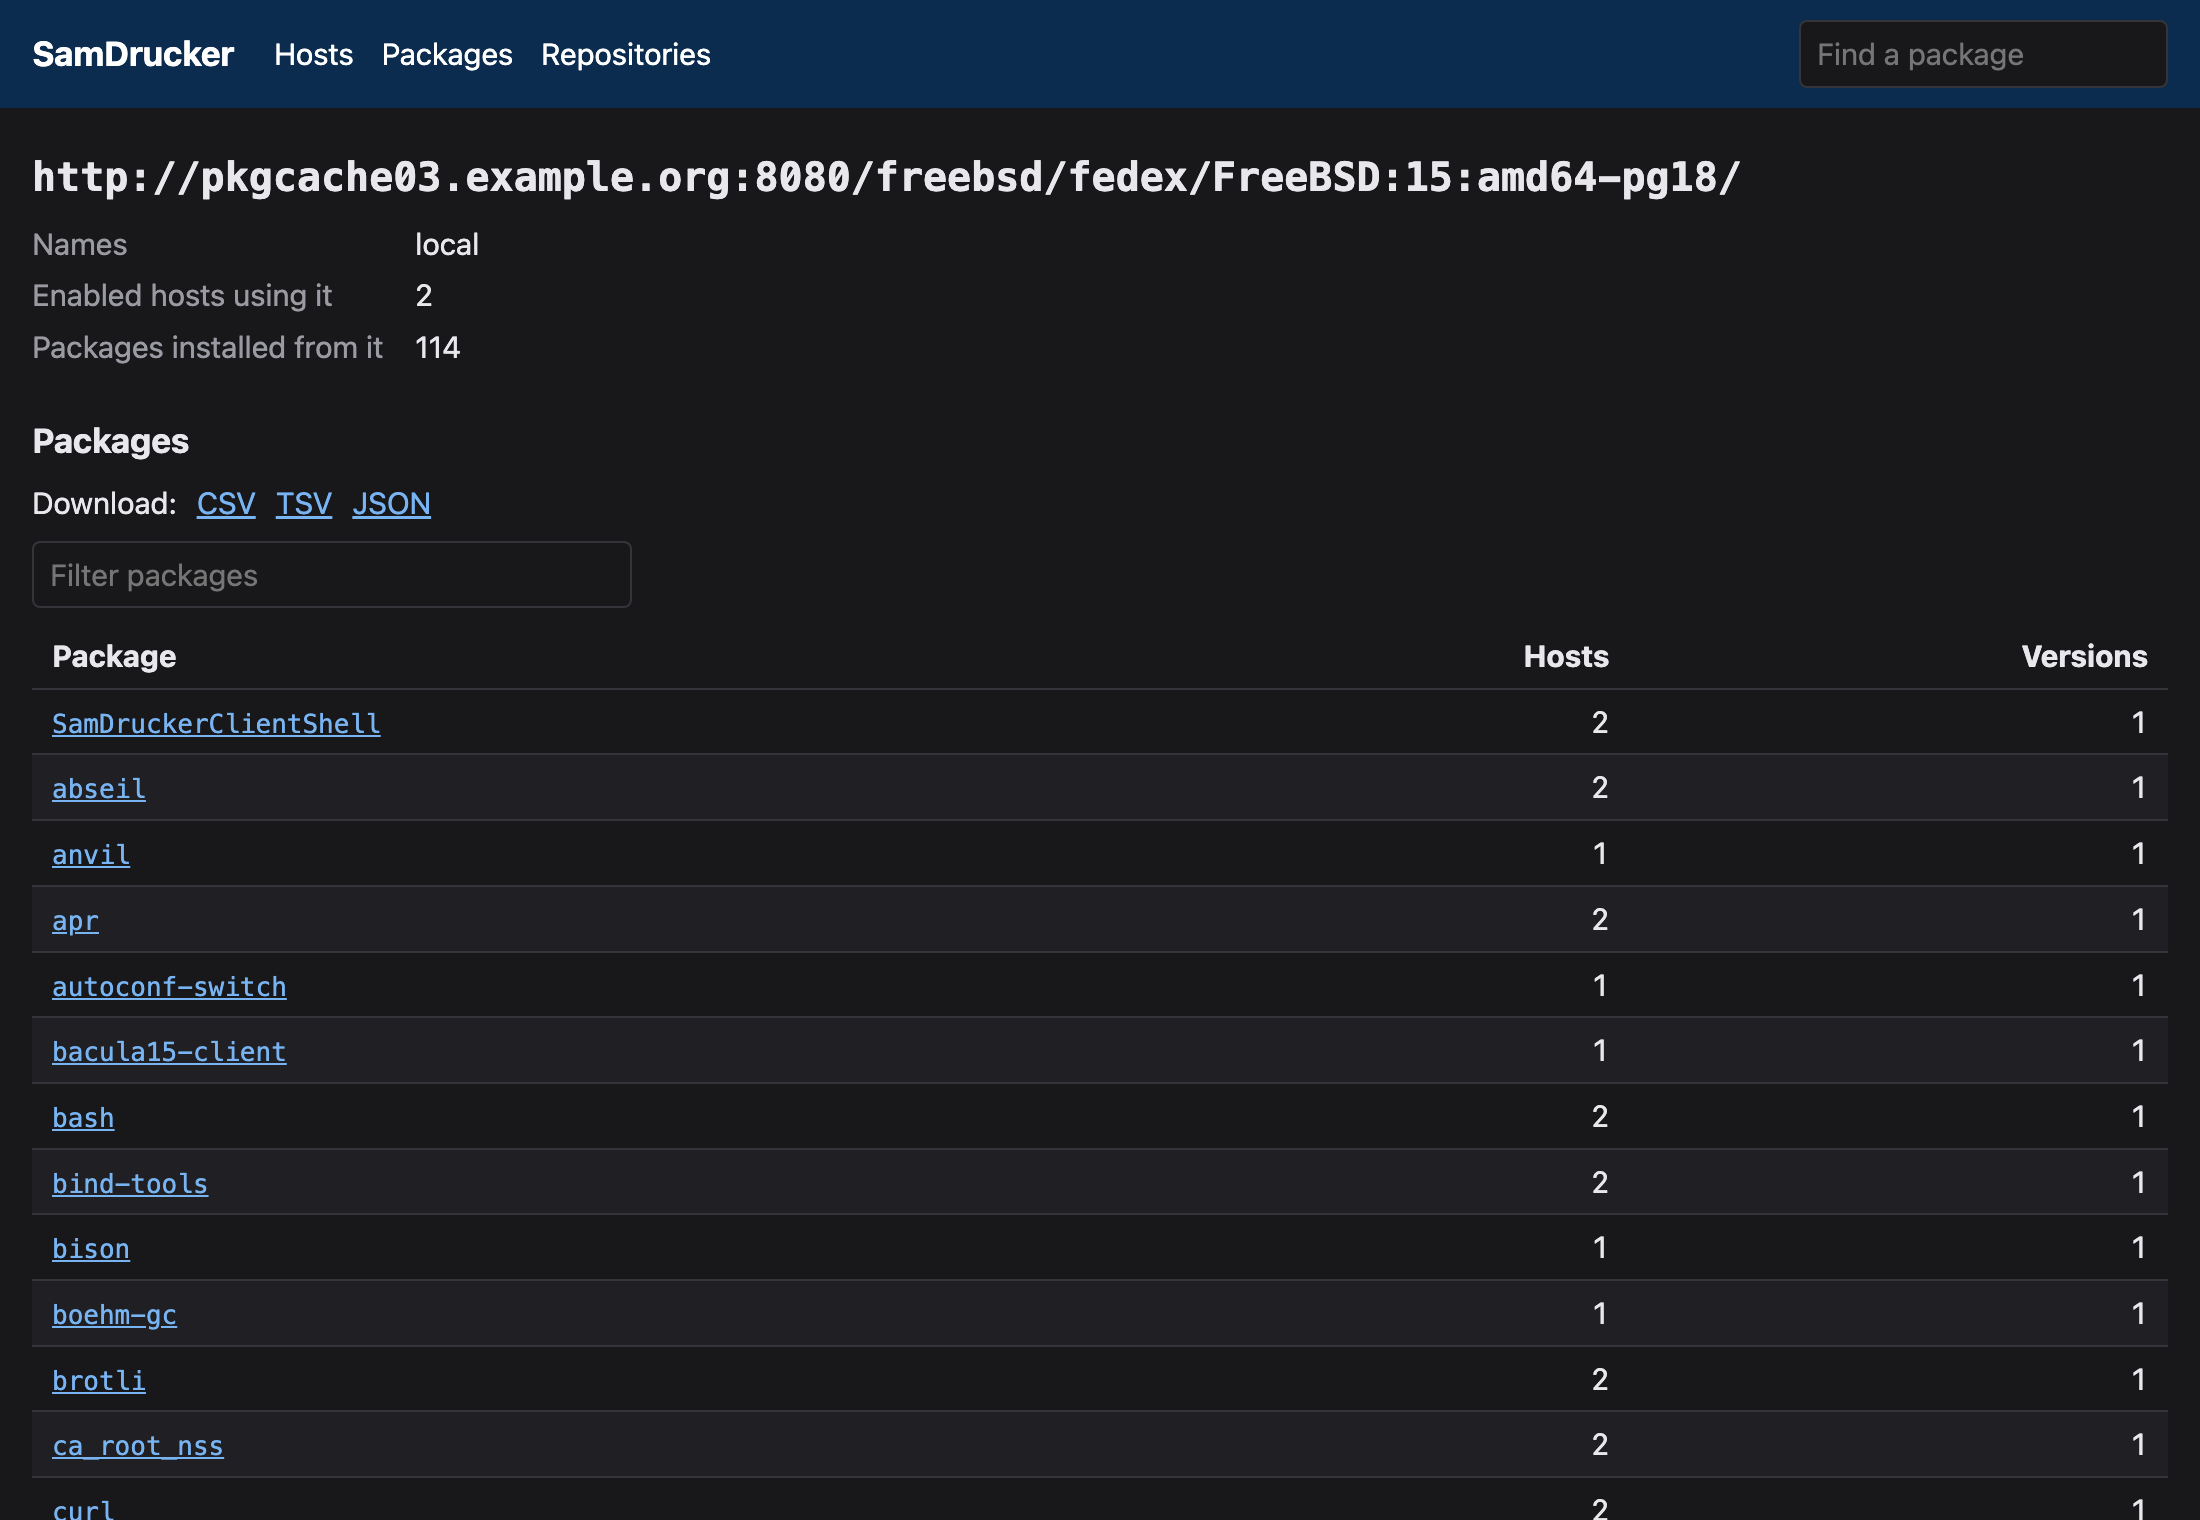 SamDrucker Hosts Packages Repositories Find a package
http://pkgcache03.example.org:8080/freebsd/fedex/FreeBSD:15:amd64-pg18/
Names local
Enabled hosts using it 2
Packages installed from it 114
Packages
Download: CSV TSV JSON
Filter packages
Package Hosts Versions
SamDruckerClientShell 2 1
abseil 2 1
anvil 1 1
apr 2 1
autoconf-switch 1 1
bacula15-client 1 1
bash 2 1
bind-tools 2 1
bison 1 1
boehm-gc 1 1
brotli 2 1
ca_root_nss 2 1
curl 2 1